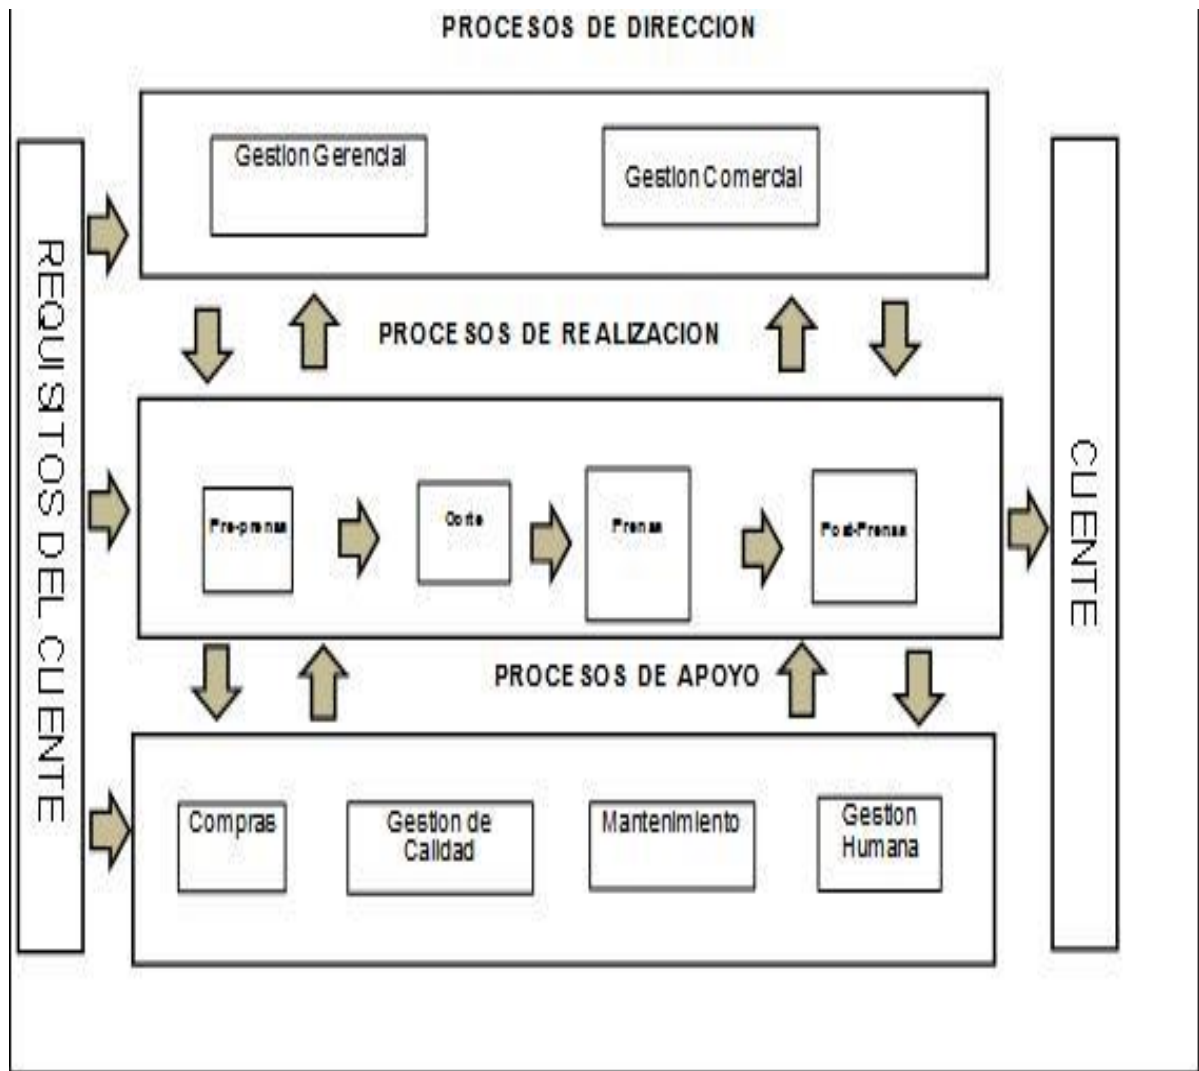 PROCESOS DE DIRECCION
Gestion Gerencial
Gestion Comercial
REQUISITOS DEL CLIENTE
PROCESOS DE REALIZACION
Pre-prensa
Corte
Prensa
Post-Prensa
CLIENTE
PROCESOS DE APOYO
Compras
Gestion de
Calidad
Mantenimiento
Gestion
Humana